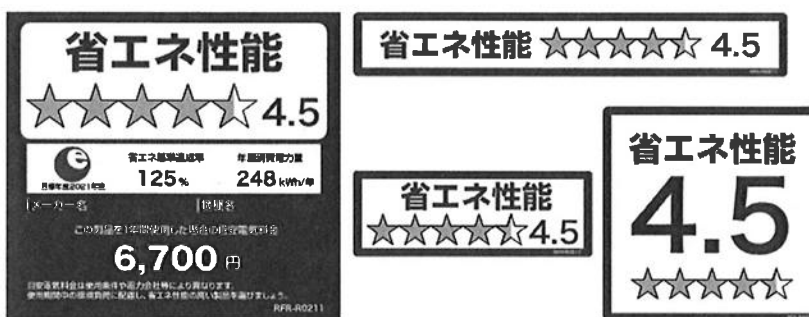 省エネ性能
4.5
省エネ基準達成率
年間消費電力量
目標年度2021年度
125%
248kWh/年
メーカー名
機種名
この製品を1年間使用した場合の目安電気料金
6,700円
目安電気料金は使用条件や電力会社等により異なります。
使用期間中の環境負荷に配慮し、省エネ性能の高い製品を選びましょう。
RFR-R0211
省エネ性能 4.5
省エネ性能
4.5
省エネ性能
4.5